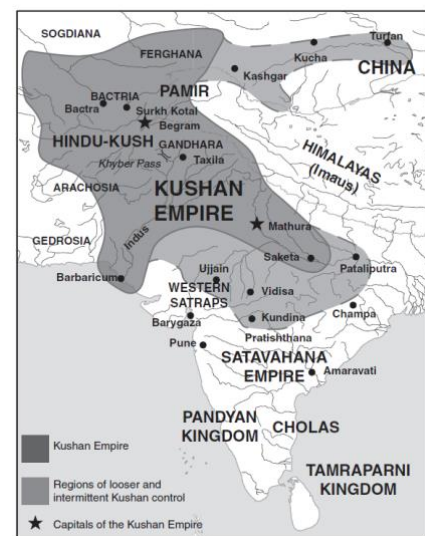 SOGDIANA
Turfan
FERGHANA
Kucha
CHINA
Kashgar
PAMIR
BACTRIA
Bactra
Surkh Kotal
Begram
HINDU-KUSH
GANDHARA
Khyber Pass
Taxila
HIMALAYAS
(Imaus)
ARACHOSIA
KUSHAN
EMPIRE
Mathura
GEDROSIA
Indus
Saketa
Pataliputra
Barbaricum
Ujjain
WESTERN
SATRAPS
Vidisa
Champa
Barygaza
Kundina
Pratishthana
Pune
SATAVAHANA
EMPIRE
Amaravati
PANDYAN
KINGDOM
CHOLAS
TAMRAPARNI
KINGDOM
Kushan Empire
Regions of looser and
intermittent Kushan control
Capitals of the Kushan Empire